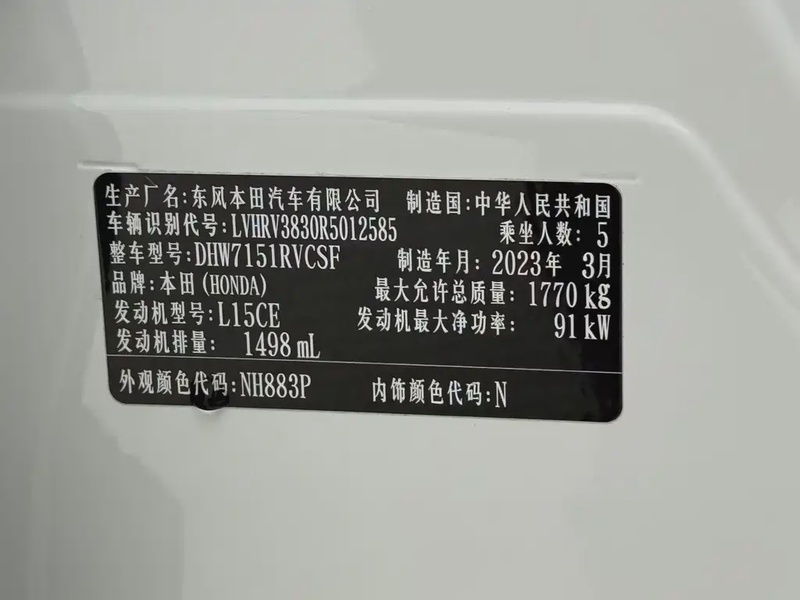 生产厂名:东风本田汽车有限公司 制造国:中华人民共和国
车辆识别代号:LVHRV3830R5012585 乘坐人数: 5
整车型号:DHW7151RVCSF 制造年月: 2023年 3月
品牌:本田(HONDA) 最大允许总质量: 1770 kg
发动机型号:L15CE 发动机最大净功率: 91 kW
发动机排量: 1498 mL
外观颜色代码:NH883P 内饰颜色代码:N